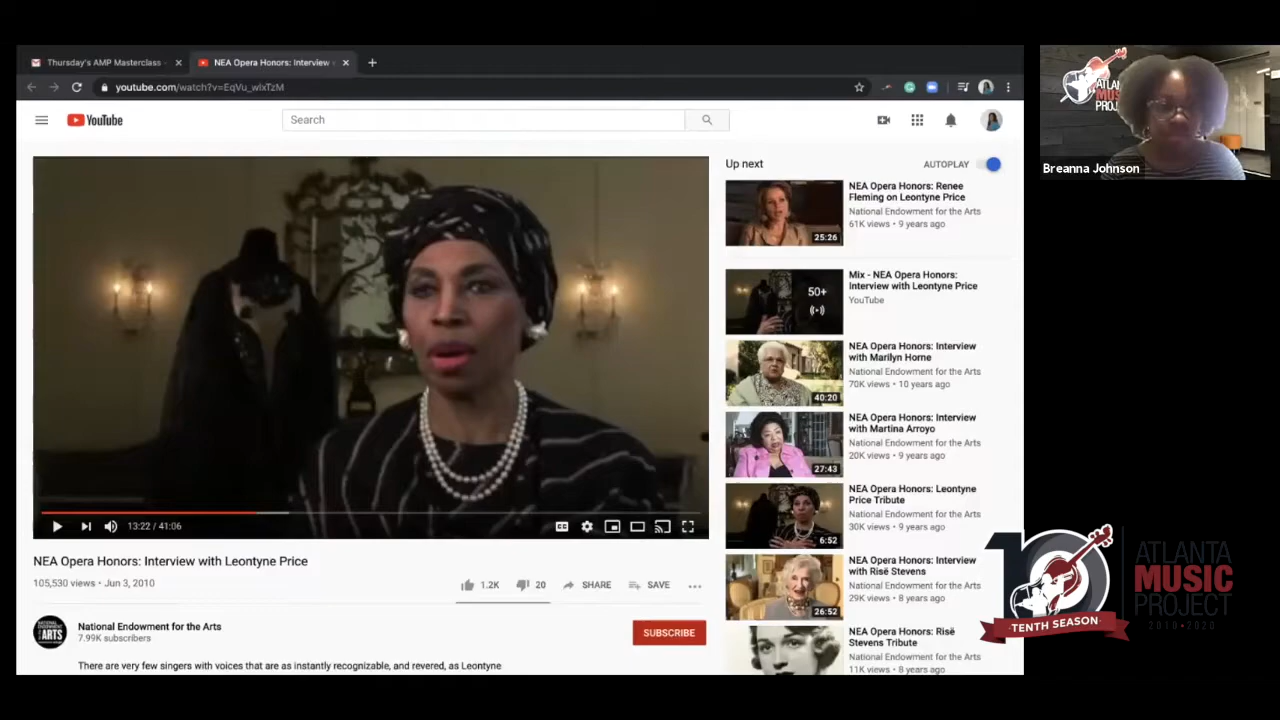 Thursday's AMP Masterclass
NEA Opera Honors: Interview
youtube.com/watch?v=EqVu_wlxTzM
YouTube
Search
Up next
AUTOPLAY
NEA Opera Honors: Renee
Fleming on Leontyne Price
National Endowment for the Arts
61K views • 9 years ago
25:26
Mix - NEA Opera Honors:
Interview with Leontyne Price
YouTube
50+
NEA Opera Honors: Interview
with Marilyn Horne
National Endowment for the Arts
70K views • 10 years ago
40:20
NEA Opera Honors: Interview
with Martina Arroyo
National Endowment for the Arts
20K views • 9 years ago
27:43
NEA Opera Honors: Leontyne
Price Tribute
National Endowment for the Arts
30K views • 9 years ago
6:52
NEA Opera Honors: Interview
with Risë Stevens
National Endowment for the Arts
29K views • 8 years ago
26:52
NEA Opera Honors: Risë
Stevens Tribute
National Endowment for the Arts
11K views • 8 years ago
13:22 / 41:06
CC
NEA Opera Honors: Interview with Leontyne Price
105,530 views • Jun 3, 2010
1.2K
20
SHARE
SAVE
National Endowment for the Arts
7.99K subscribers
SUBSCRIBE
There are very few singers with voices that are as instantly recognizable, and revered, as Leontyne
Breanna Johnson
10
TENTH SEASON
ATLANTA
MUSIC
PROJECT
2010•2020